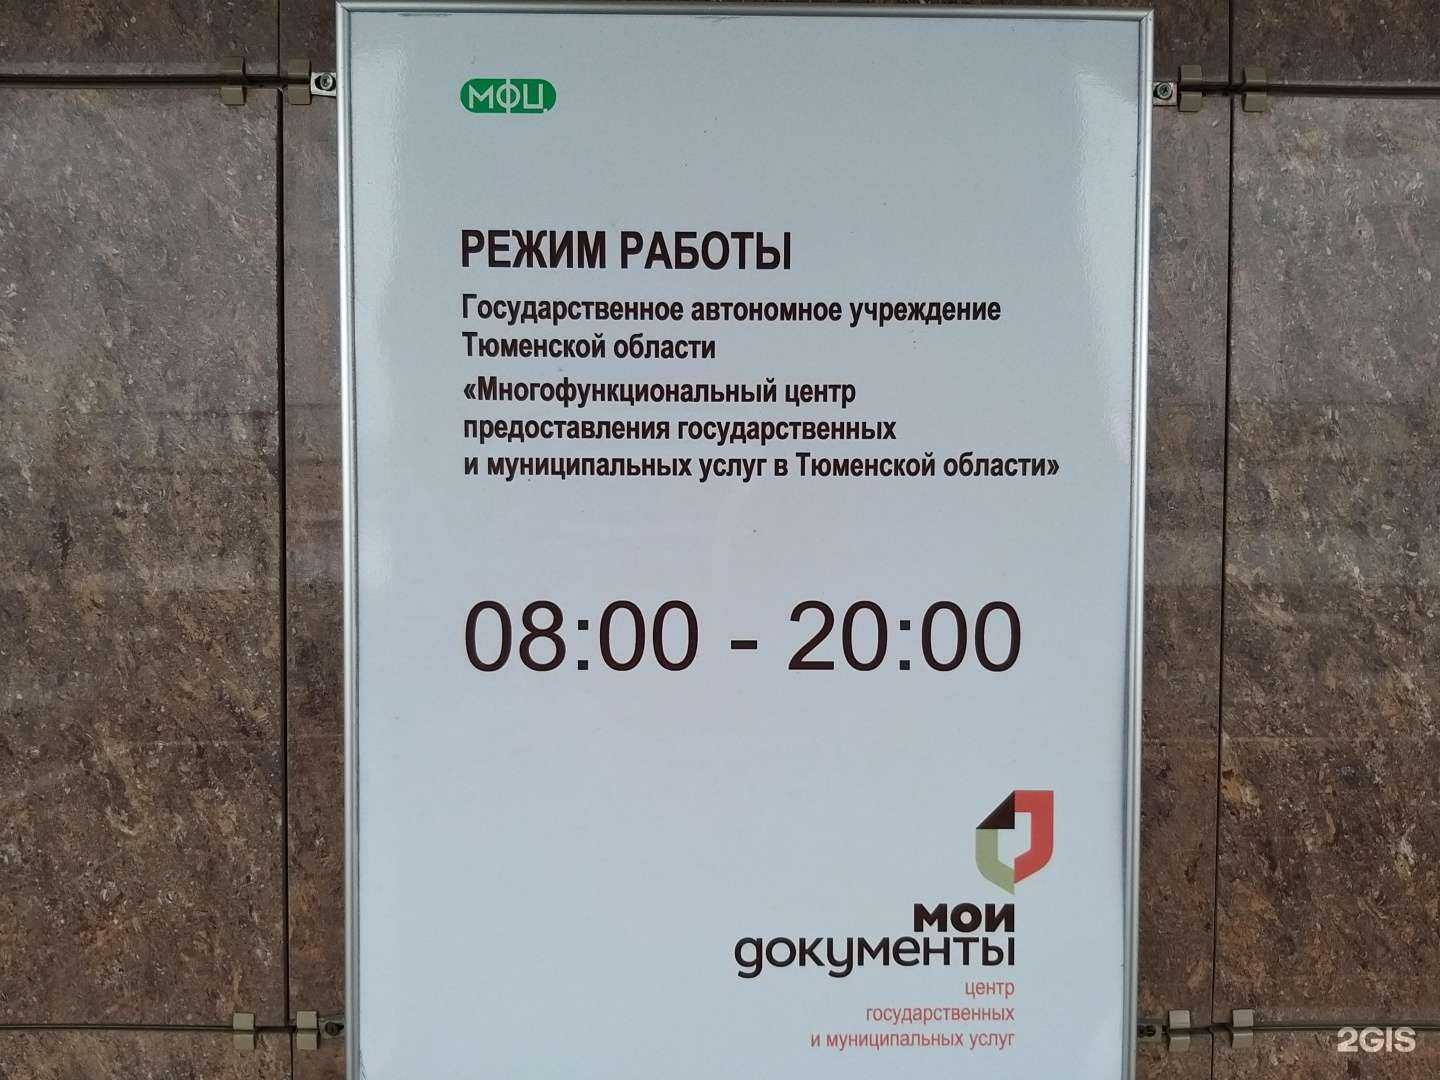 МФЦ
РЕЖИМ РАБОТЫ
Государственное автономное учреждение
Тюменской области
«Многофункциональный центр
предоставления государственных
и муниципальных услуг в Тюменской области»
08:00 - 20:00
мои
документы
центр
государственных
и муниципальных услуг
2GIS